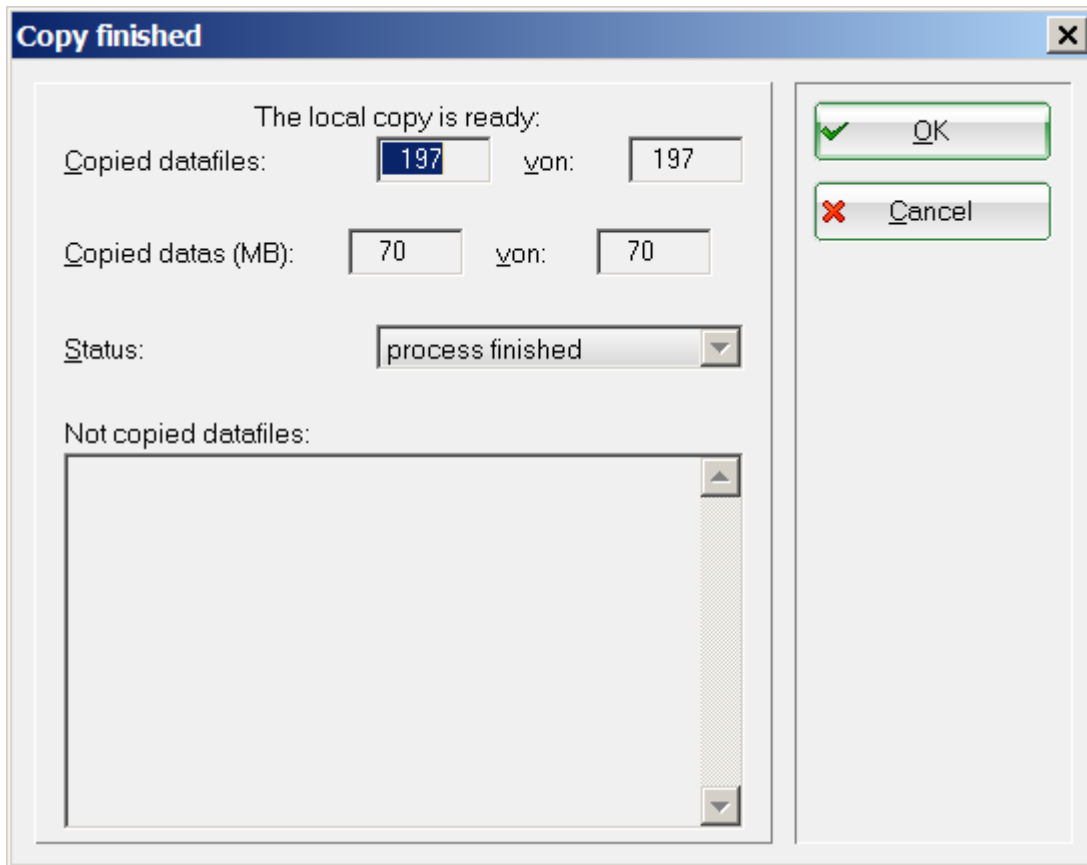 Copy finished
The local copy is ready:
Copied datafiles: 197 von: 197
Copied datas (MB): 70 von: 70
Status: process finished
Not copied datafiles:
OK
Cancel